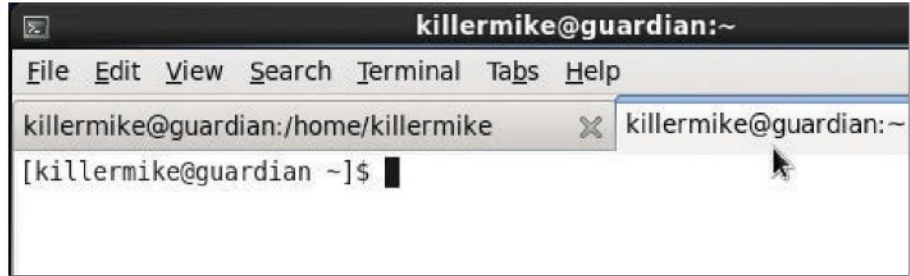 killermike@guardian:~
File Edit View Search Terminal Tabs Help
killermike@guardian:/home/killermike killermike@guardian:~
[killermike@guardian ~]$